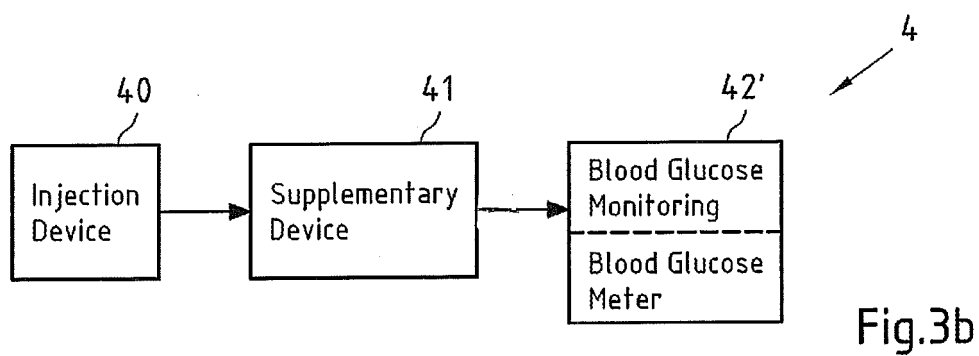 4
40
41
42'
Injection
Device
Supplementary
Device
Blood Glucose
Monitoring
Blood Glucose
Meter
Fig.3b